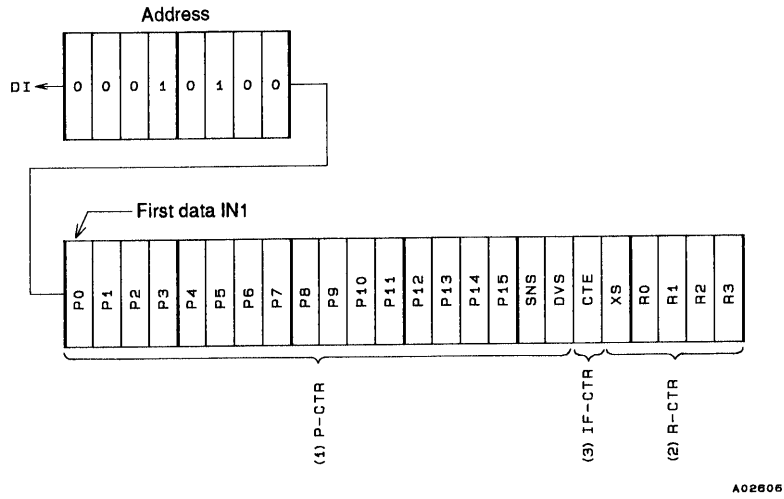 Address
DI 0 0 0 1 0 1 0 0
First data IN1
P0 P1 P2 P3 P4 P5 P6 P7 P8 P9 P10 P11 P12 P13 P14 P15 SNS DVS CTE XS R0 R1 R2 R3
(1) P-CTR (3) IF-CTR (2) R-CTR
A02606